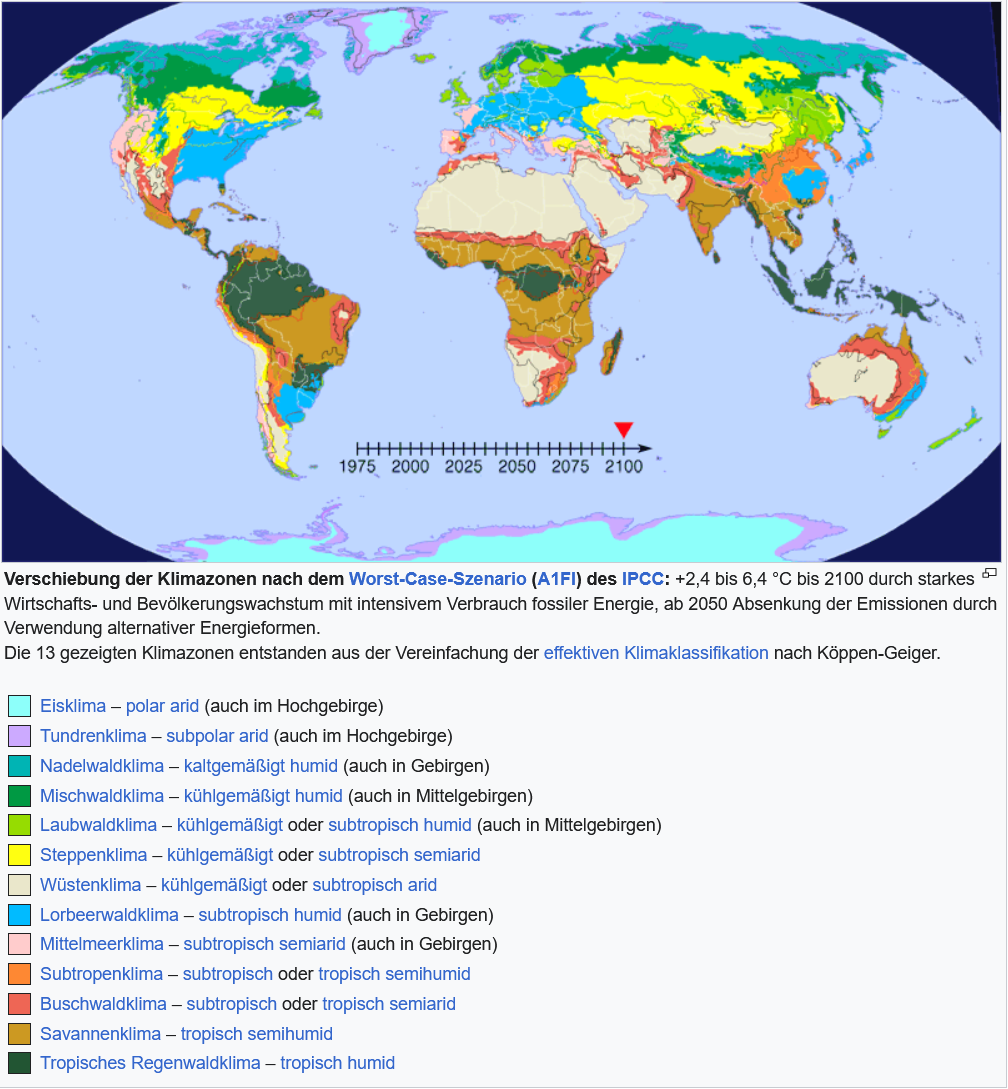 1975 2000 2025 2050 2075 2100
Verschiebung der Klimazonen nach dem Worst-Case-Szenario (A1FI) des IPCC: +2,4 bis 6,4 °C bis 2100 durch starkes
Wirtschafts- und Bevölkerungswachstum mit intensivem Verbrauch fossiler Energie, ab 2050 Absenkung der Emissionen durch
Verwendung alternativer Energieformen.
Die 13 gezeigten Klimazonen entstanden aus der Vereinfachung der effektiven Klimaklassifikation nach Köppen-Geiger.
Eisklima – polar arid (auch im Hochgebirge)
Tundrenklima – subpolar arid (auch im Hochgebirge)
Nadelwaldklima – kaltgemäßigt humid (auch in Gebirgen)
Mischwaldklima – kühlgemäßigt humid (auch in Mittelgebirgen)
Laubwaldklima – kühlgemäßigt oder subtropisch humid (auch in Mittelgebirgen)
Steppenklima – kühlgemäßigt oder subtropisch semiarid
Wüstenklima – kühlgemäßigt oder subtropisch arid
Lorbeerwaldklima – subtropisch humid (auch in Gebirgen)
Mittelmeerklima – subtropisch semiarid (auch in Gebirgen)
Subtropenklima – subtropisch oder tropisch semihumid
Buschwaldklima – subtropisch oder tropisch semiarid
Savannenklima – tropisch semihumid
Tropisches Regenwaldklima – tropisch humid